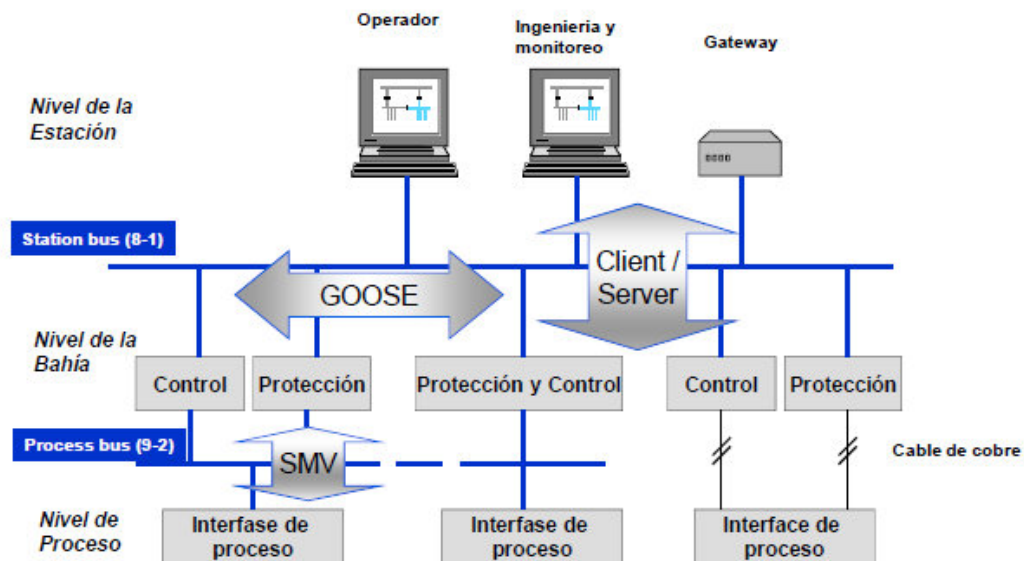 Operador
Ingenieria y
monitoreo
Gateway
Nivel de la
Estación
Station bus (8-1)
Client /
Server
GOOSE
Nivel de la
Bahía
Control
Protección
Protección y Control
Control
Protección
Process bus (9-2)
SMV
Cable de cobre
Nivel de
Proceso
Interfase de
proceso
Interfase de
proceso
Interface de
proceso